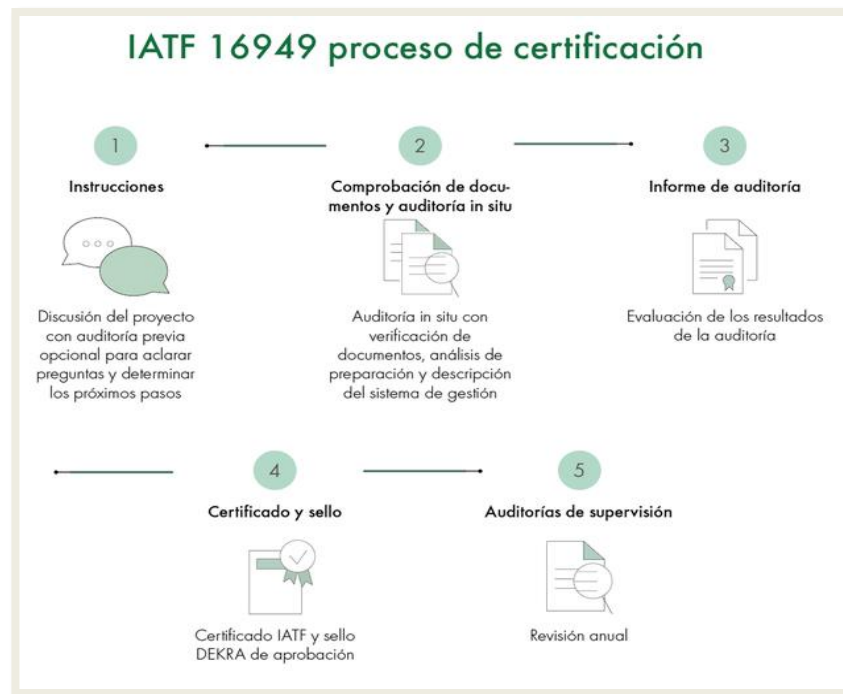 IATF 16949 proceso de certificación
1
Instrucciones
Discusión del proyecto
con auditoría previa
opcional para aclarar
preguntas y determinar
los próximos pasos
2
Comprobación de docu-
mentos y auditoría in situ
Auditoría in situ con
verificación de
documentos, análisis de
preparación y descripción
del sistema de gestión
3
Informe de auditoría
Evaluación de los resultados
de la auditoría
4
Certificado y sello
Certificado IATF y sello
DEKRA de aprobación
5
Auditorías de supervisión
Revisión anual